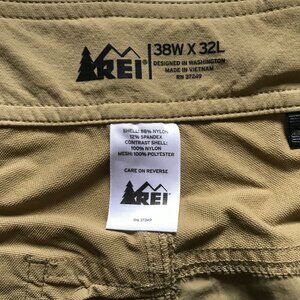 REI
38W X 32L
DESIGNED IN WASHINGTON
MADE IN VIETNAM
RN 37249
SHELL: 88% NYLON
12% SPANDEX
CONTRAST SHELL:
100% NYLON
MESH: 100% POLYESTER
CARE ON REVERSE
REI
RN 37249